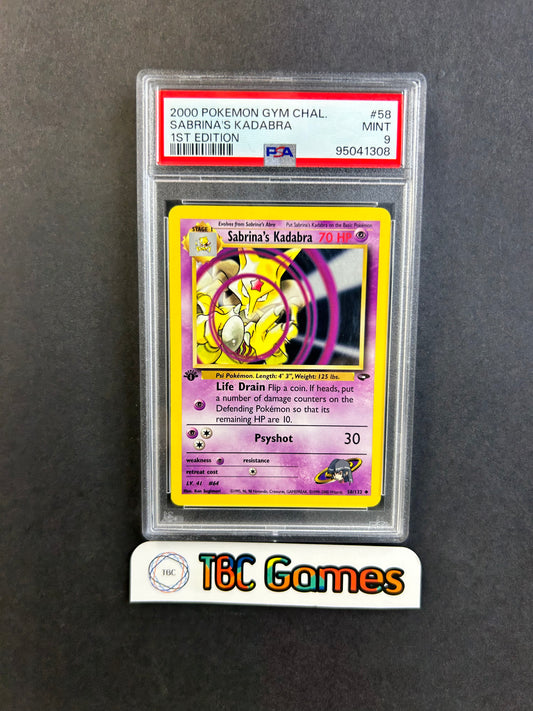 2000 POKEMON GYM CHAL. #58
SABRINA'S KADABRA MINT
1ST EDITION 9
PSA 95041308
Evolves from Sabrina's Abra Put Sabrina's Kadabra on the Basic Pokémon
STAGE 1
Sabrina's Kadabra 70 HP
Psi Pokémon. Length: 4' 3", Weight: 125 lbs.
Life Drain Flip a coin. If heads, put
a number of damage counters on the
Defending Pokémon so that its
remaining HP are 10.
Psyshot 30
weakness resistance
retreat cost
LV. 41 #64
58/132
TBC TBC Games